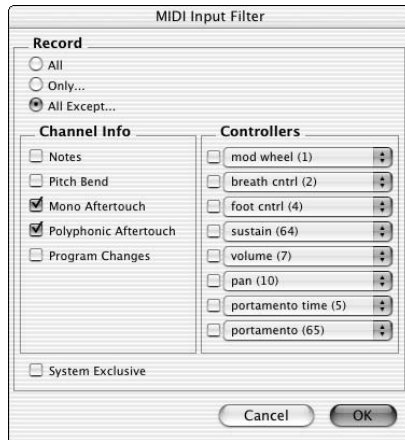 MIDI Input Filter
Record
All
Only...
All Except...
Channel Info
Notes
Pitch Bend
Mono Aftertouch
Polyphonic Aftertouch
Program Changes
Controllers
mod wheel (1)
breath cntrl (2)
foot cntrl (4)
sustain (64)
volume (7)
pan (10)
portamento time (5)
portamento (65)
System Exclusive
Cancel
OK